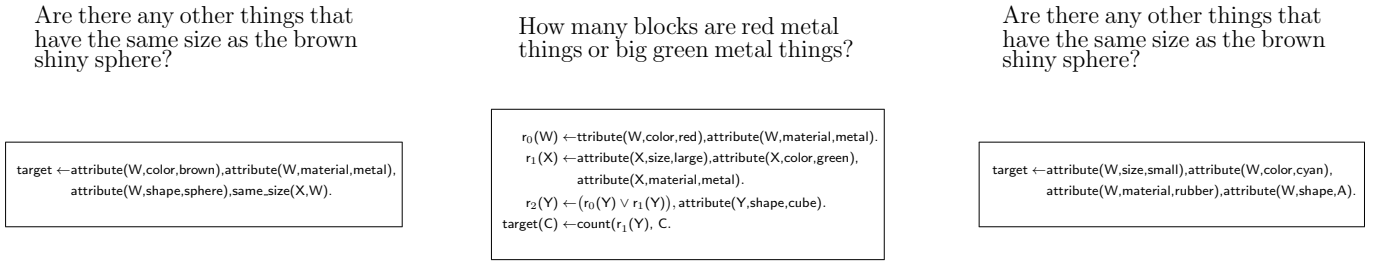 Are there any other things that
have the same size as the brown
shiny sphere?
target ←attribute(W,color,brown),attribute(W,material,metal),
attribute(W,shape,sphere),same_size(X,W).
How many blocks are red metal
things or big green metal things?
r₀(W) ←ttribute(W,color,red),attribute(W,material,metal).
r₁(X) ←attribute(X,size,large),attribute(X,color,green),
attribute(X,material,metal).
r₂(Y) ←(r₀(Y) ∨ r₁(Y)), attribute(Y,shape,cube).
target(C) ←count(r₁(Y), C.
Are there any other things that
have the same size as the brown
shiny sphere?
target ←attribute(W,size,small),attribute(W,color,cyan),
attribute(W,material,rubber),attribute(W,shape,A).